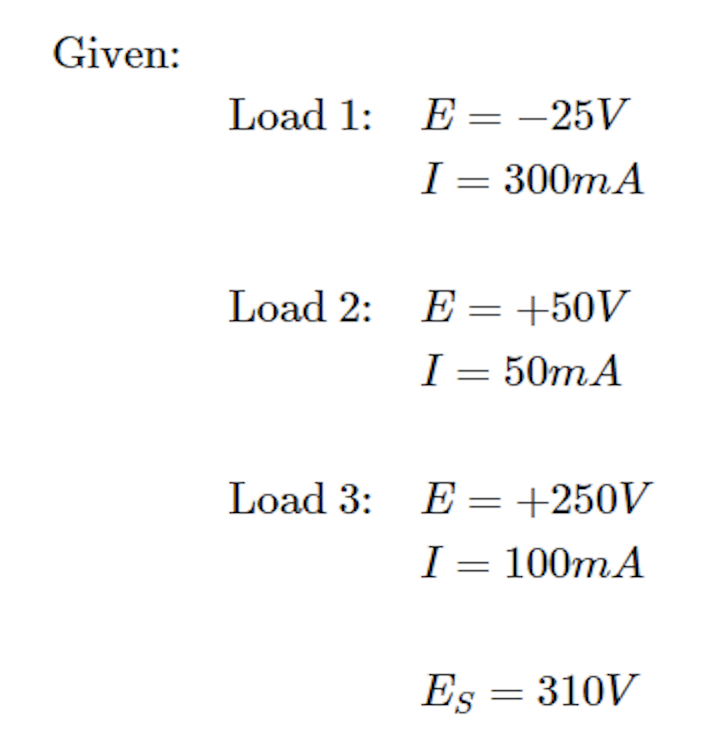 Given:
Load 1: E = −25V
I = 300mA
Load 2: E = +50V
I = 50mA
Load 3: E = +250V
I = 100mA
E_S = 310V